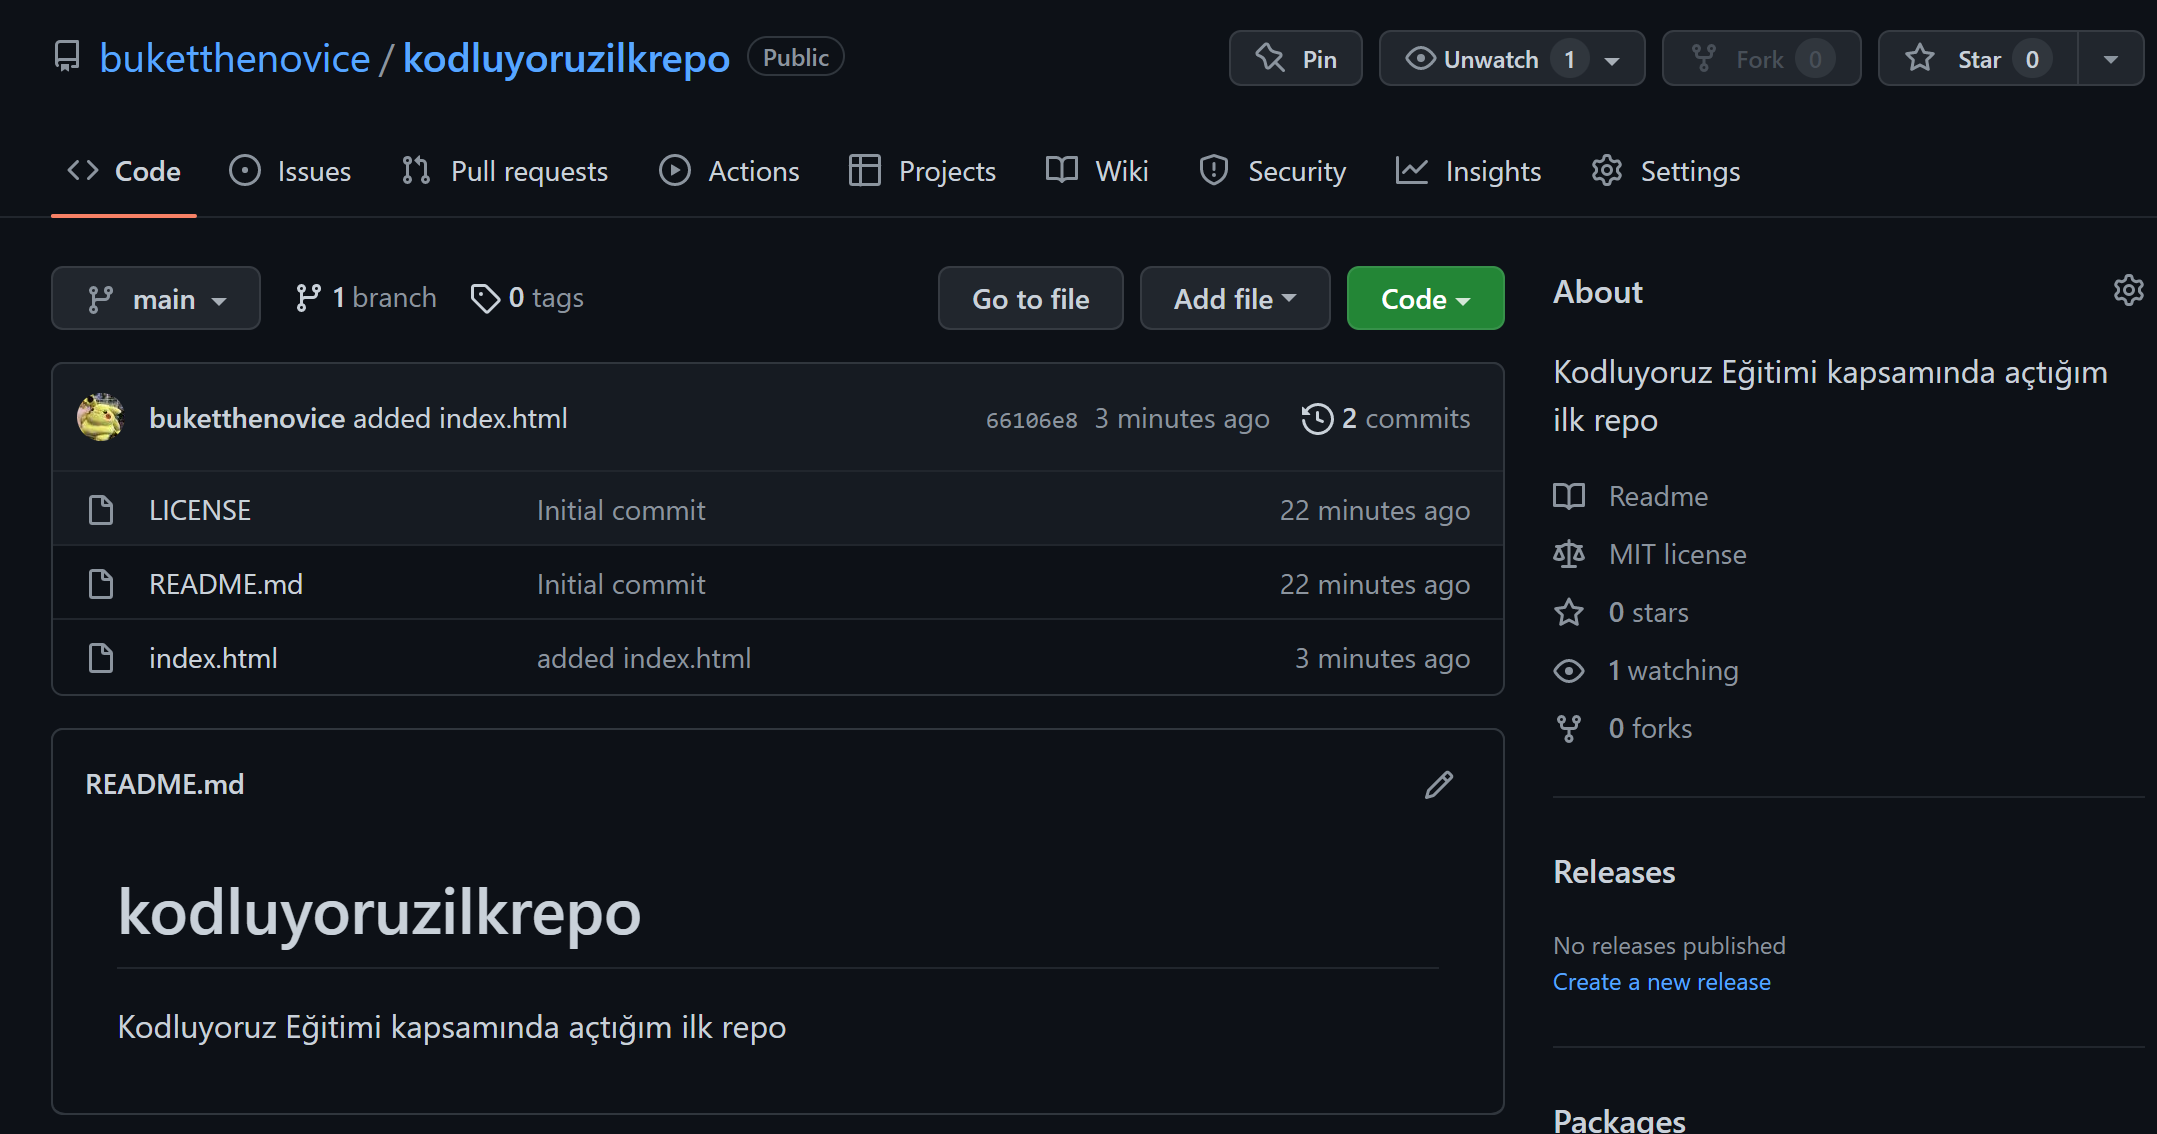 buketthenovice / kodluyoruzilkrepo Public
Pin
Unwatch 1
Fork 0
Star 0
Code
Issues
Pull requests
Actions
Projects
Wiki
Security
Insights
Settings
main
1 branch
0 tags
Go to file
Add file
Code
buketthenovice added index.html 66106e8 3 minutes ago 2 commits
LICENSE Initial commit 22 minutes ago
README.md Initial commit 22 minutes ago
index.html added index.html 3 minutes ago
README.md
kodluyoruzilkrepo
Kodluyoruz Eğitimi kapsamında açtığım ilk repo
About
Kodluyoruz Eğitimi kapsamında açtığım
ilk repo
Readme
MIT license
0 stars
1 watching
0 forks
Releases
No releases published
Create a new release
Packages